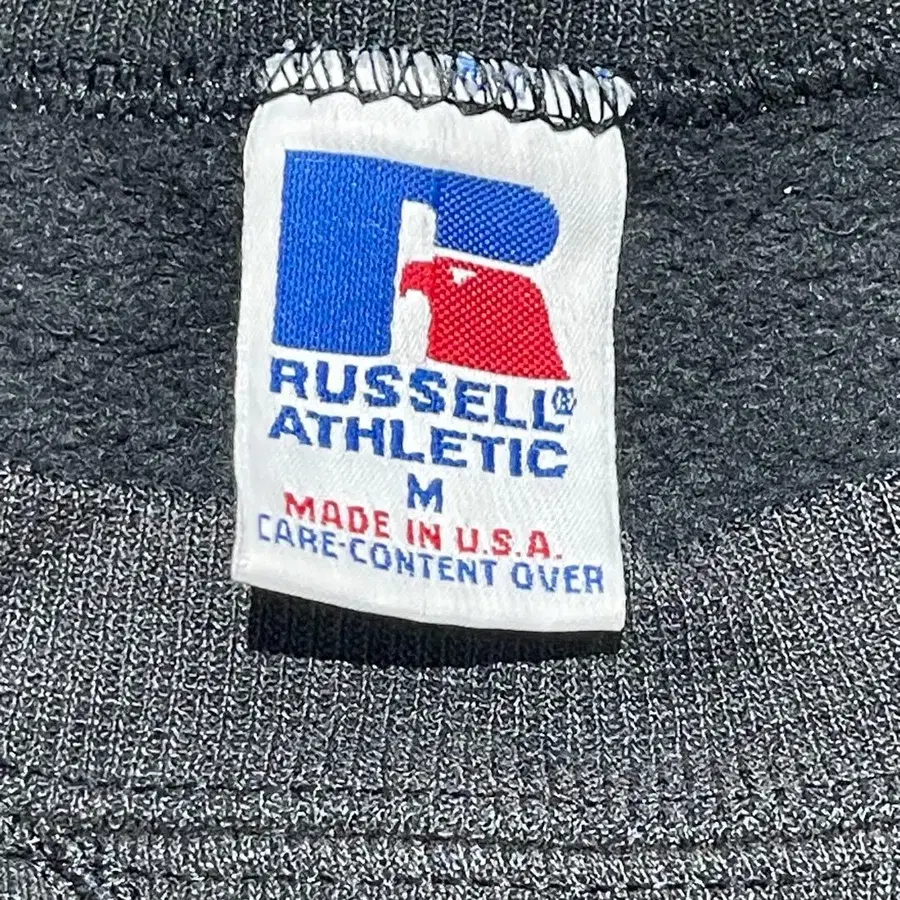 RUSSELL®
ATHLETIC
M
MADE IN U.S.A.
CARE-CONTENT OVER